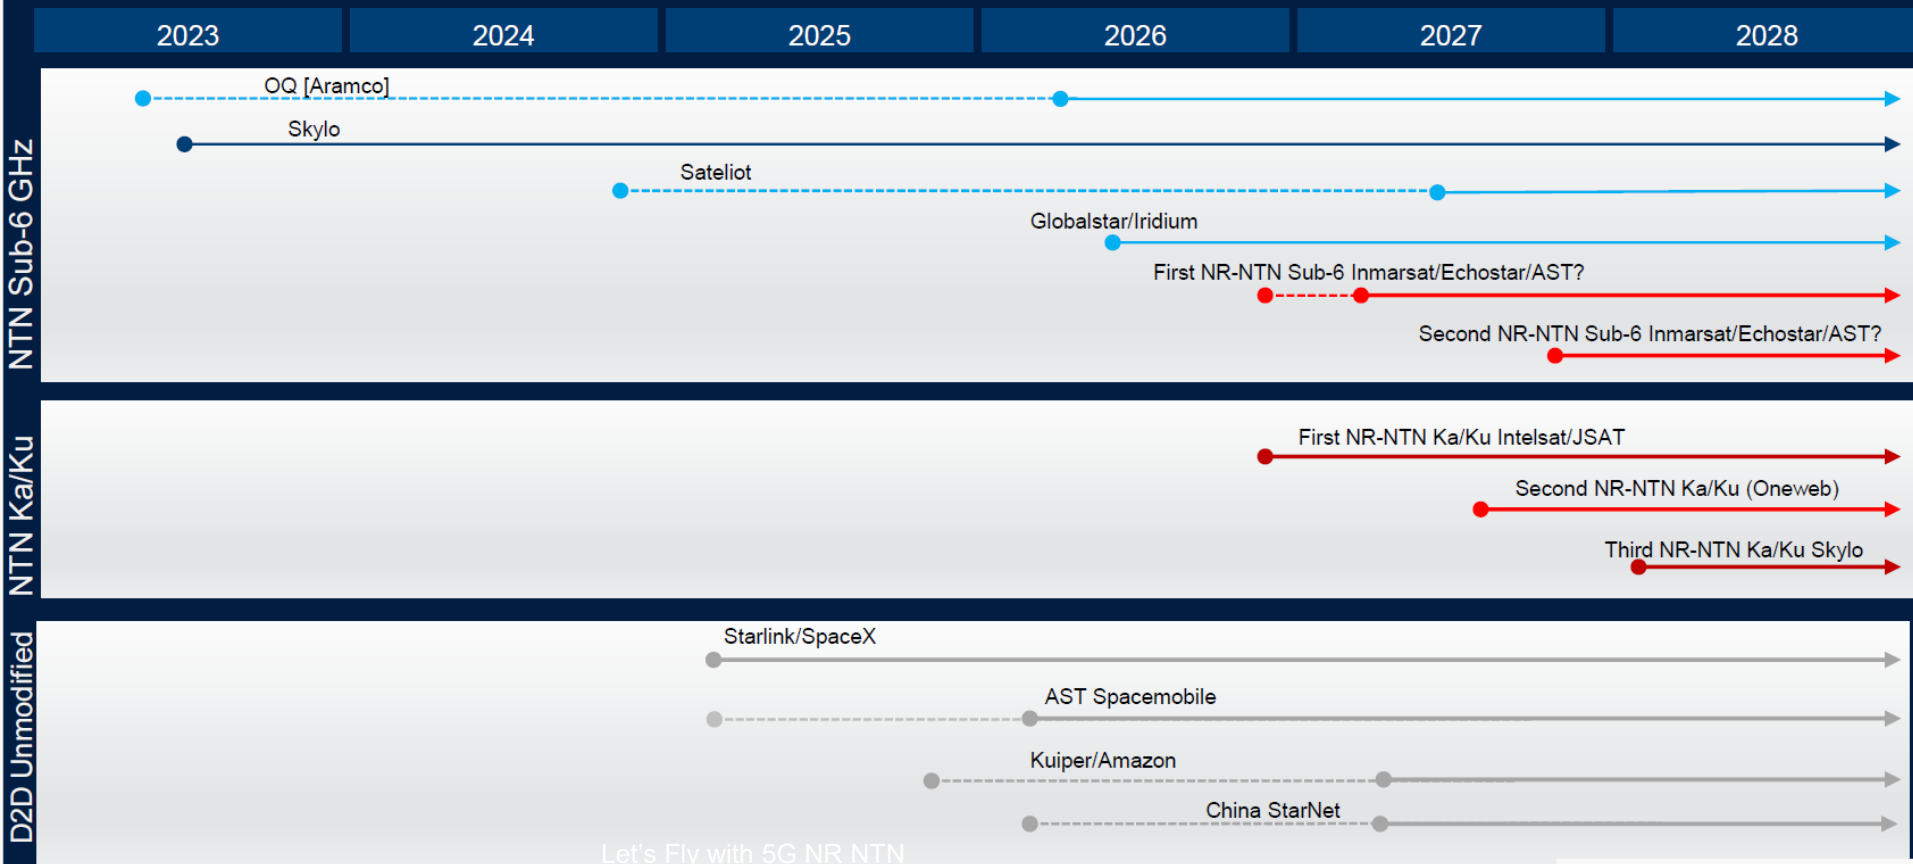 2023
2024
2025
2026
2027
2028
NTN Sub-6 GHz
OQ [Aramco]
Skylo
Sateliot
Globalstar/Iridium
First NR-NTN Sub-6 Inmarsat/Echostar/AST?
Second NR-NTN Sub-6 Inmarsat/Echostar/AST?
NTN Ka/Ku
First NR-NTN Ka/Ku Intelsat/JSAT
Second NR-NTN Ka/Ku (Oneweb)
Third NR-NTN Ka/Ku Skylo
D2D Unmodified
Starlink/SpaceX
AST Spacemobile
Kuiper/Amazon
China StarNet
Let's Fly with 5G NR NTN